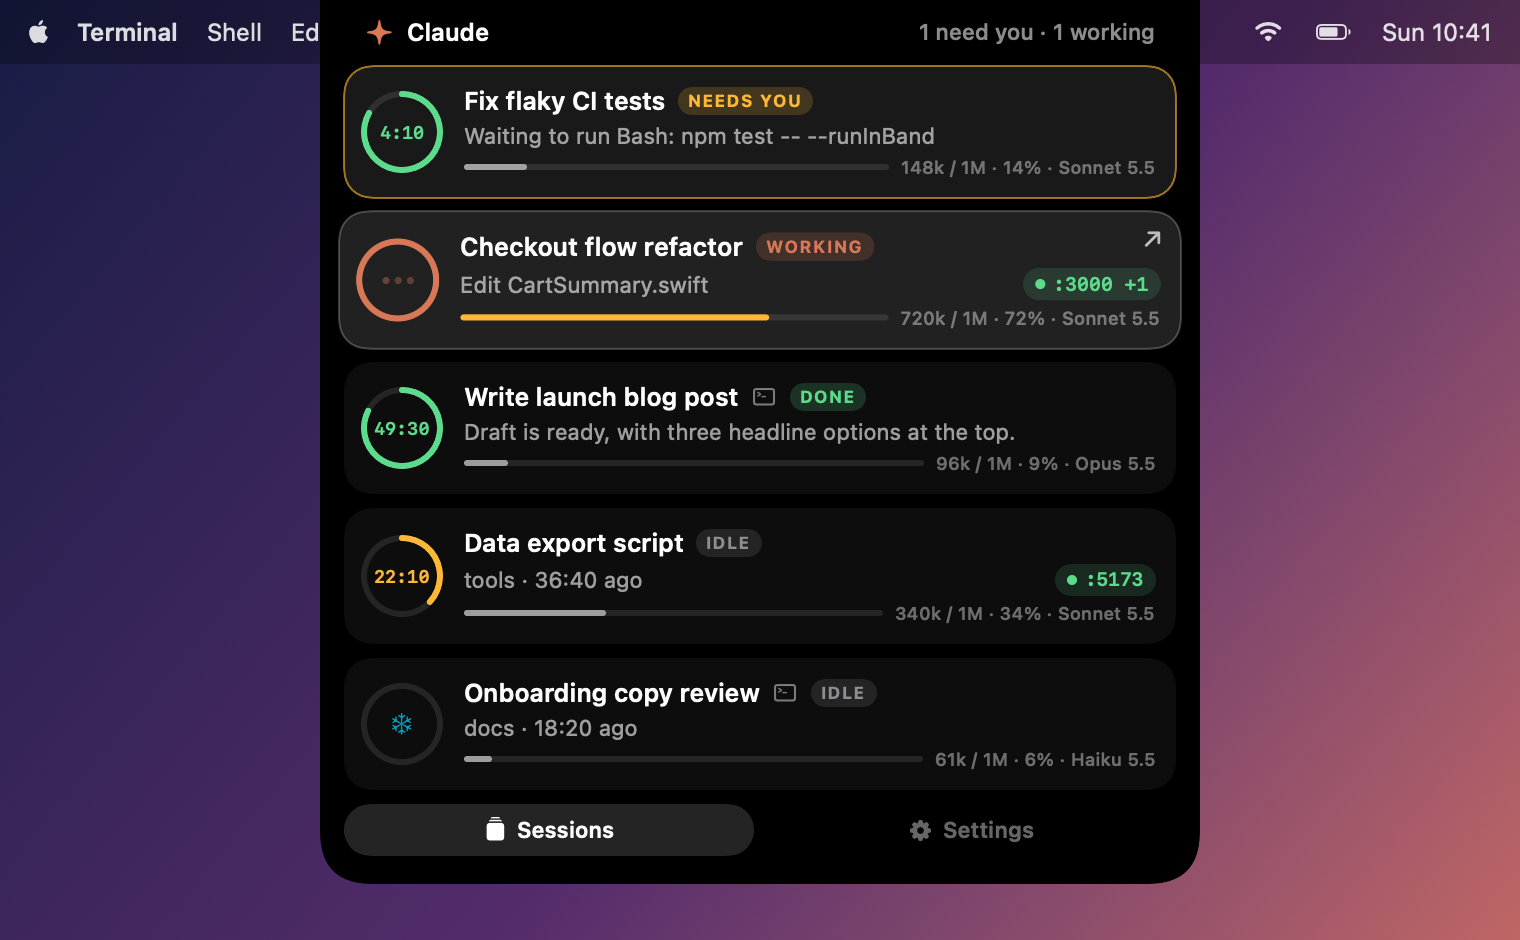 Terminal Shell Ed
Claude 1 need you · 1 working
Sun 10:41
4:10
Fix flaky CI tests NEEDS YOU
Waiting to run Bash: npm test -- --runInBand
148k / 1M · 14% · Sonnet 5.5
Checkout flow refactor WORKING
Edit CartSummary.swift :3000 +1
720k / 1M · 72% · Sonnet 5.5
49:30
Write launch blog post DONE
Draft is ready, with three headline options at the top.
96k / 1M · 9% · Opus 5.5
22:10
Data export script IDLE
tools · 36:40 ago :5173
340k / 1M · 34% · Sonnet 5.5
Onboarding copy review IDLE
docs · 18:20 ago
61k / 1M · 6% · Haiku 5.5
Sessions Settings